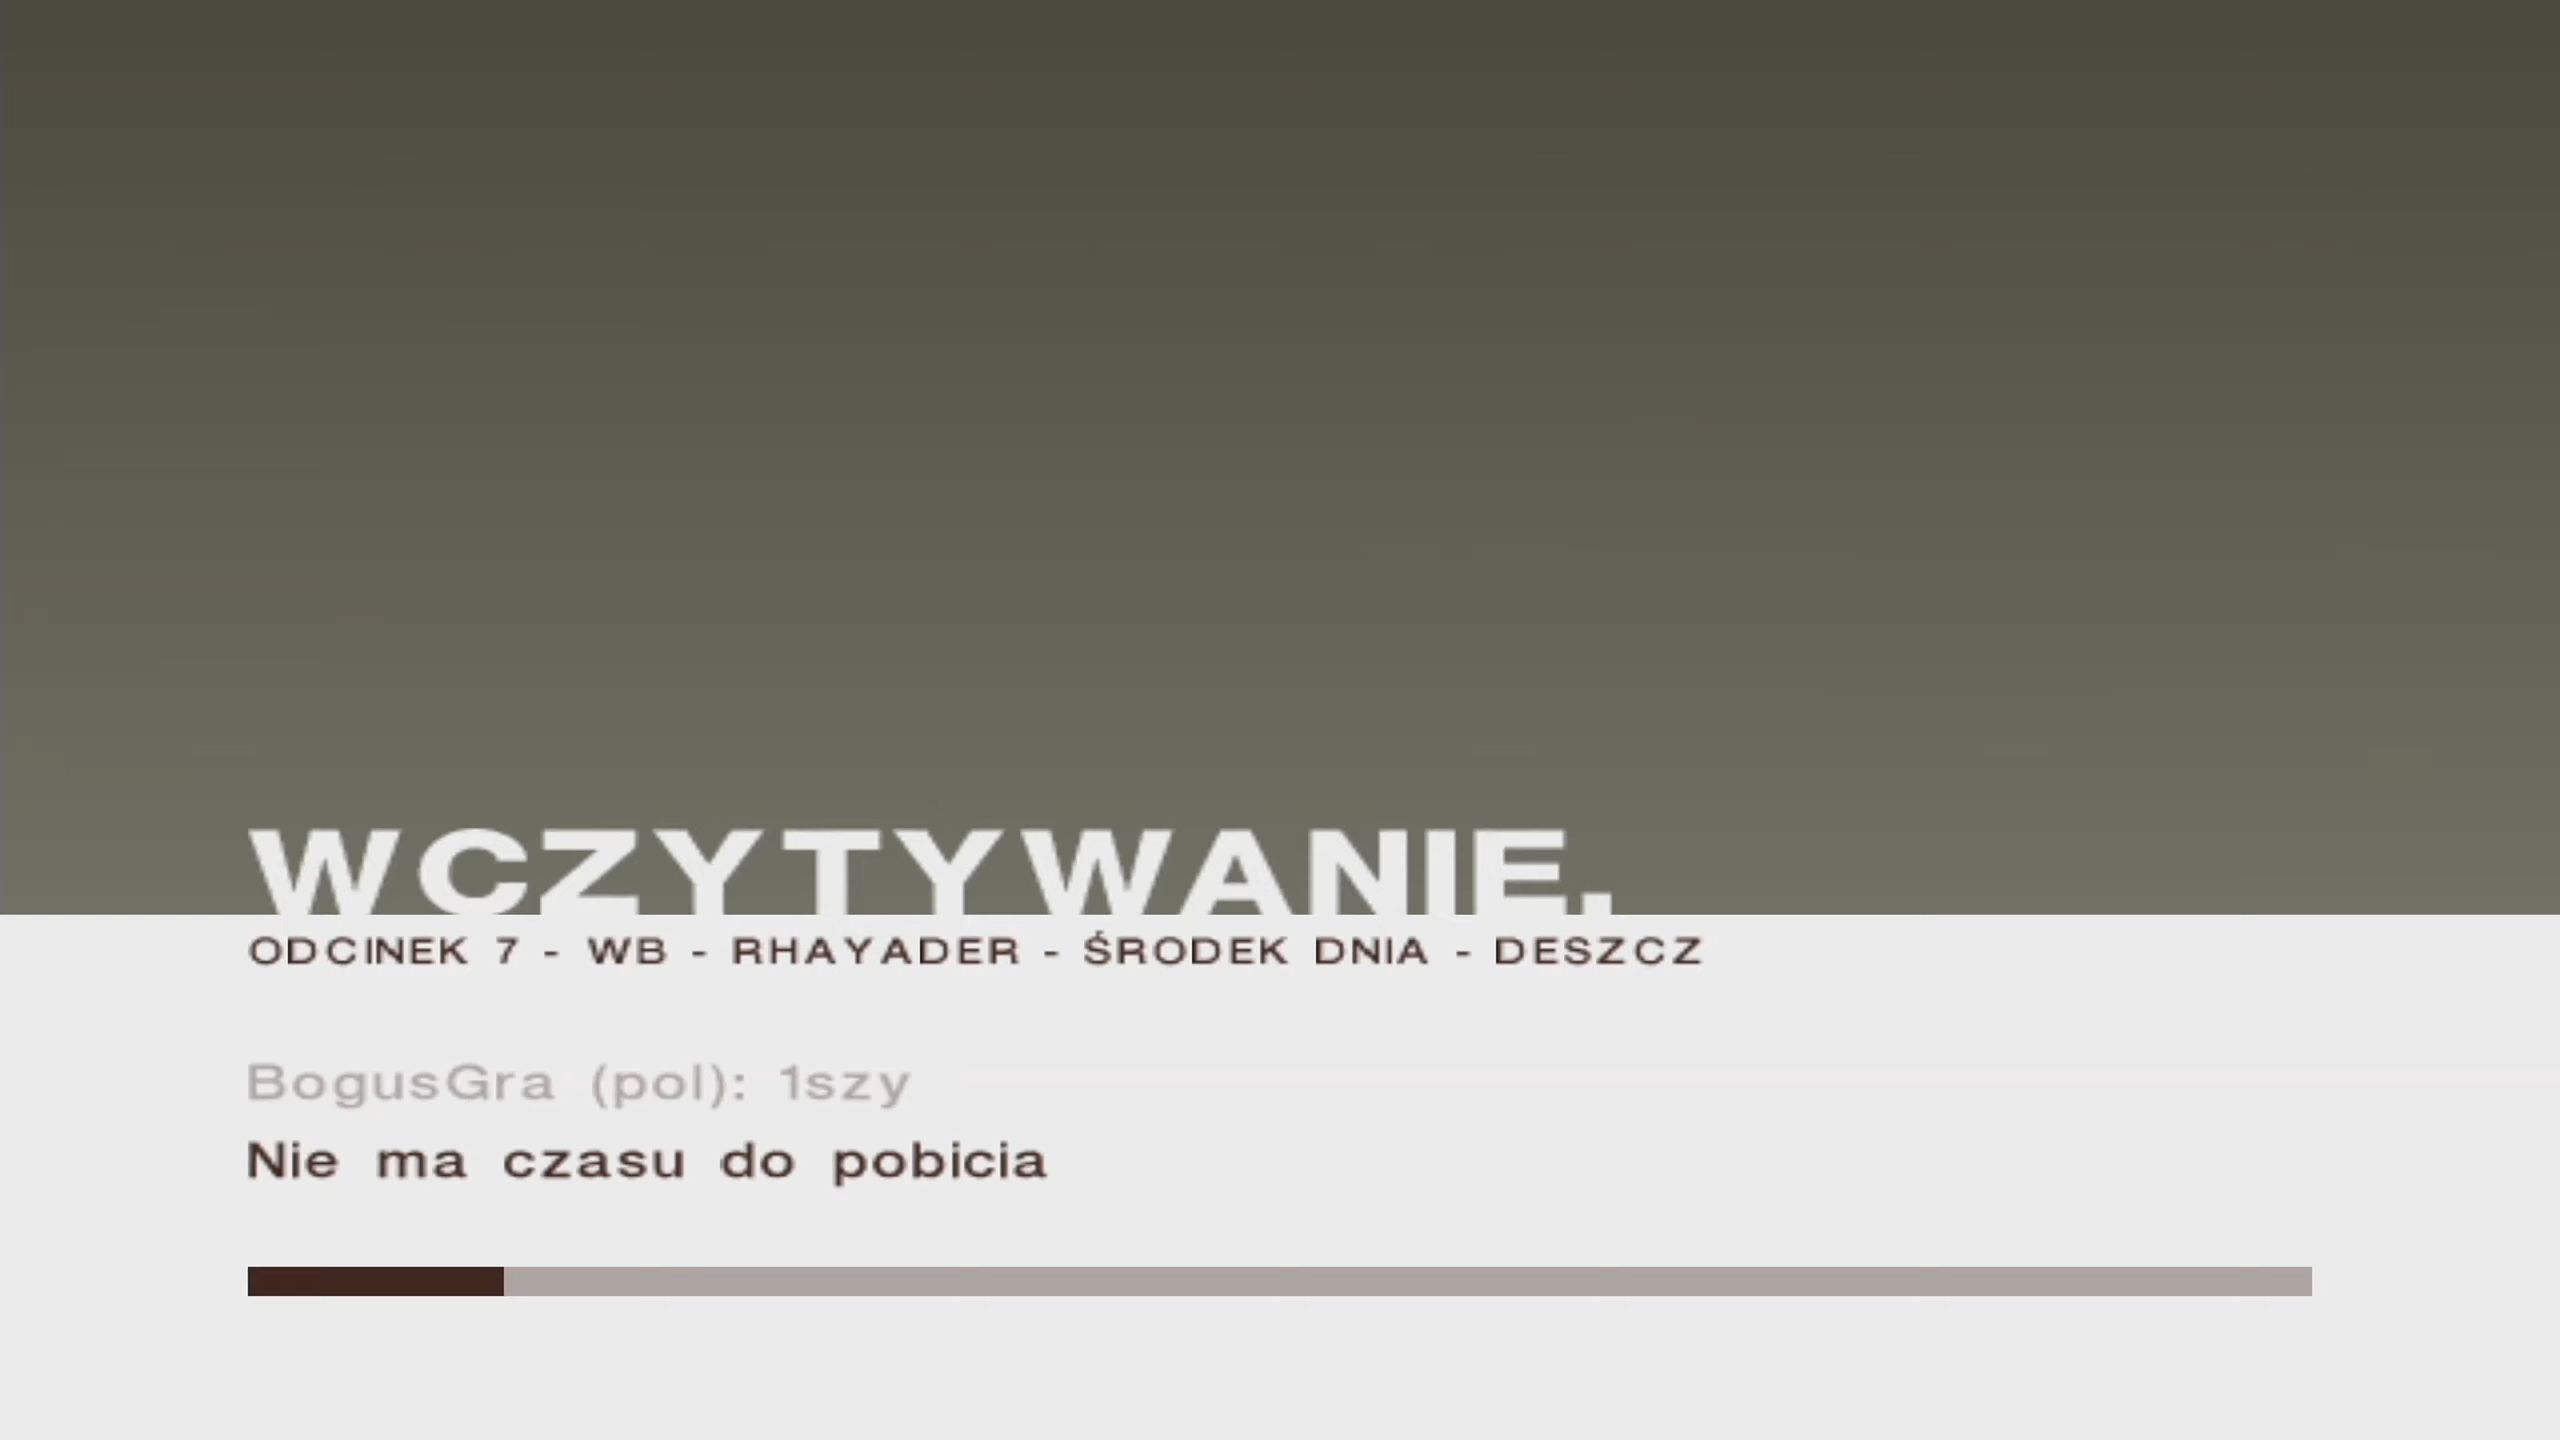 WCZYTYWANIE.
ODCINEK 7 - WB - RHAYADER - ŚRODEK DNIA - DESZCZ
BogusGra (pol): 1szy
Nie ma czasu do pobicia